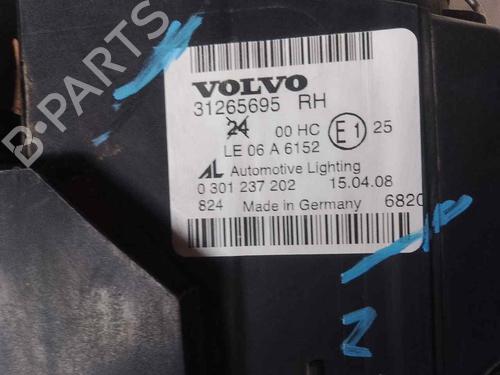 B-PARTS
VOLVO
31265695 RH
24 00 HC E1 25
LE 06 A 6152
AL Automotive Lighting
0 301 237 202 15.04.08
824 Made in Germany 6820